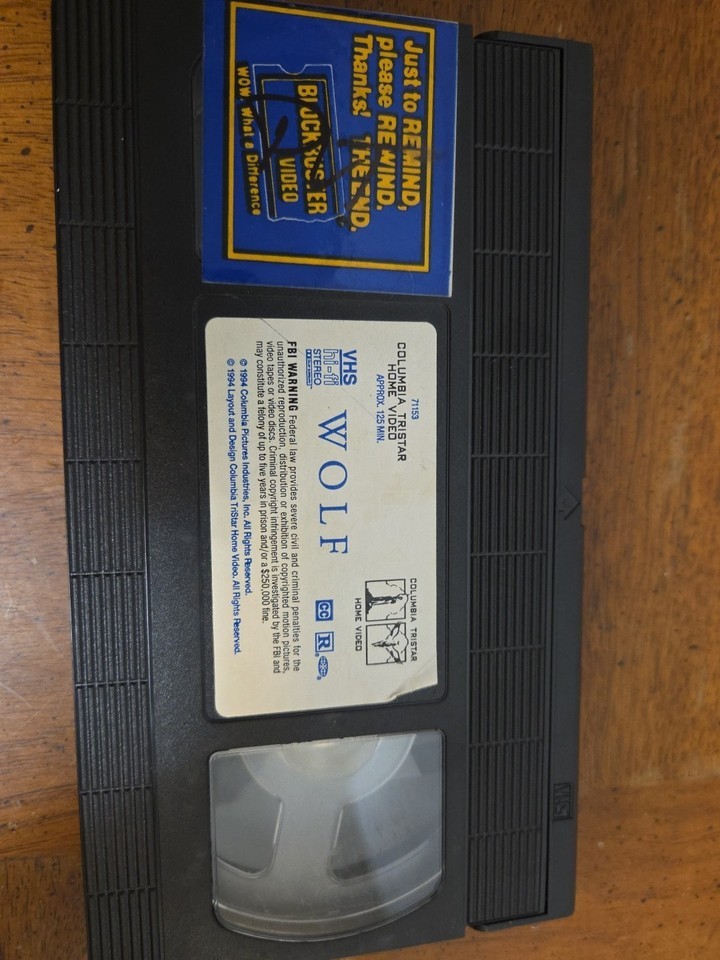 Just to REMIND,
please REWIND.
Thanks! THE END.
BLOCKBUSTER
VIDEO
WOW! What a Difference
71153
COLUMBIA TRISTAR
HOME VIDEO
APPROX. 125 MIN.
COLUMBIA TRISTAR
HOME VIDEO
VHS
hi-fi
STEREO
WOLF
CC
R
FBI WARNING Federal law provides severe civil and criminal penalties for the
unauthorized reproduction, distribution or exhibition of copyrighted motion pictures,
video tapes or video discs. Criminal copyright infringement is investigated by the FBI and
may constitute a felony of up to five years in prison and/or a $250,000 fine.
© 1994 Columbia Pictures Industries, Inc. All Rights Reserved.
© 1994 Layout and Design Columbia TriStar Home Video. All Rights Reserved.
VHS